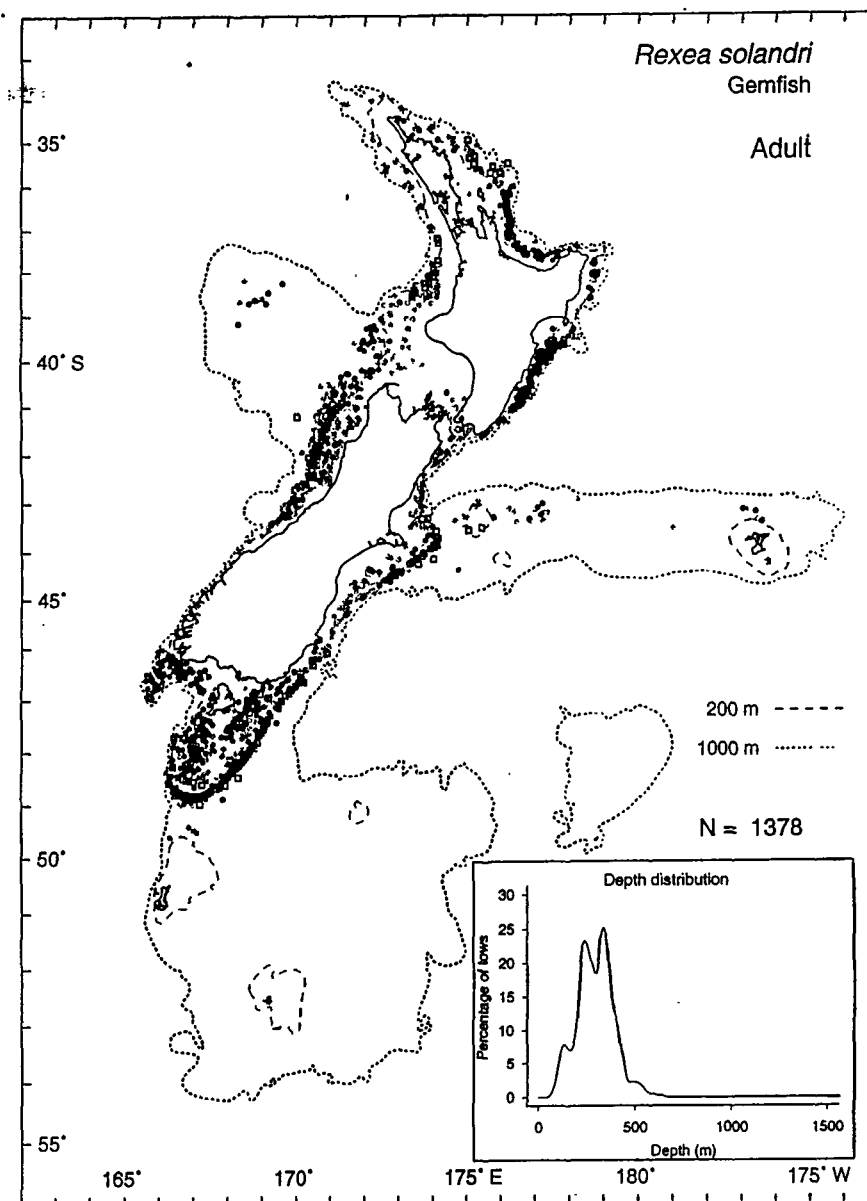 Rexea solandri
Gemfish
Adult
35°
40° S
45°
50°
55°
200 m
1000 m
N = 1378
Depth distribution
Percentage of tows
30
25
20
15
10
5
0
0
500
1000
1500
Depth (m)
165°
170°
175° E
180°
175° W